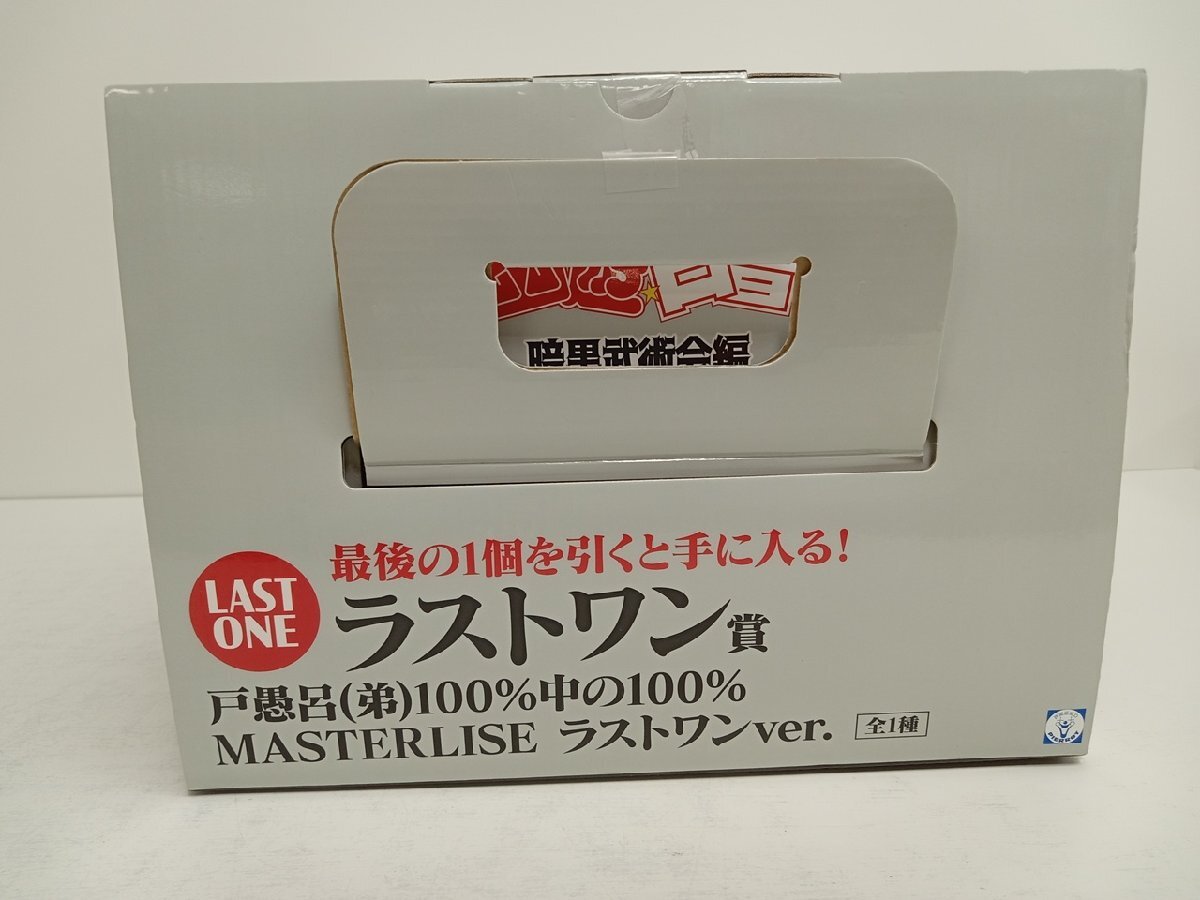 暗黒武術会編
最後の1個を引くと手に入る!
LAST
ONE
ラストワン賞
戸愚呂(弟)100%中の100%
MASTERLISE ラストワンver.
全1種